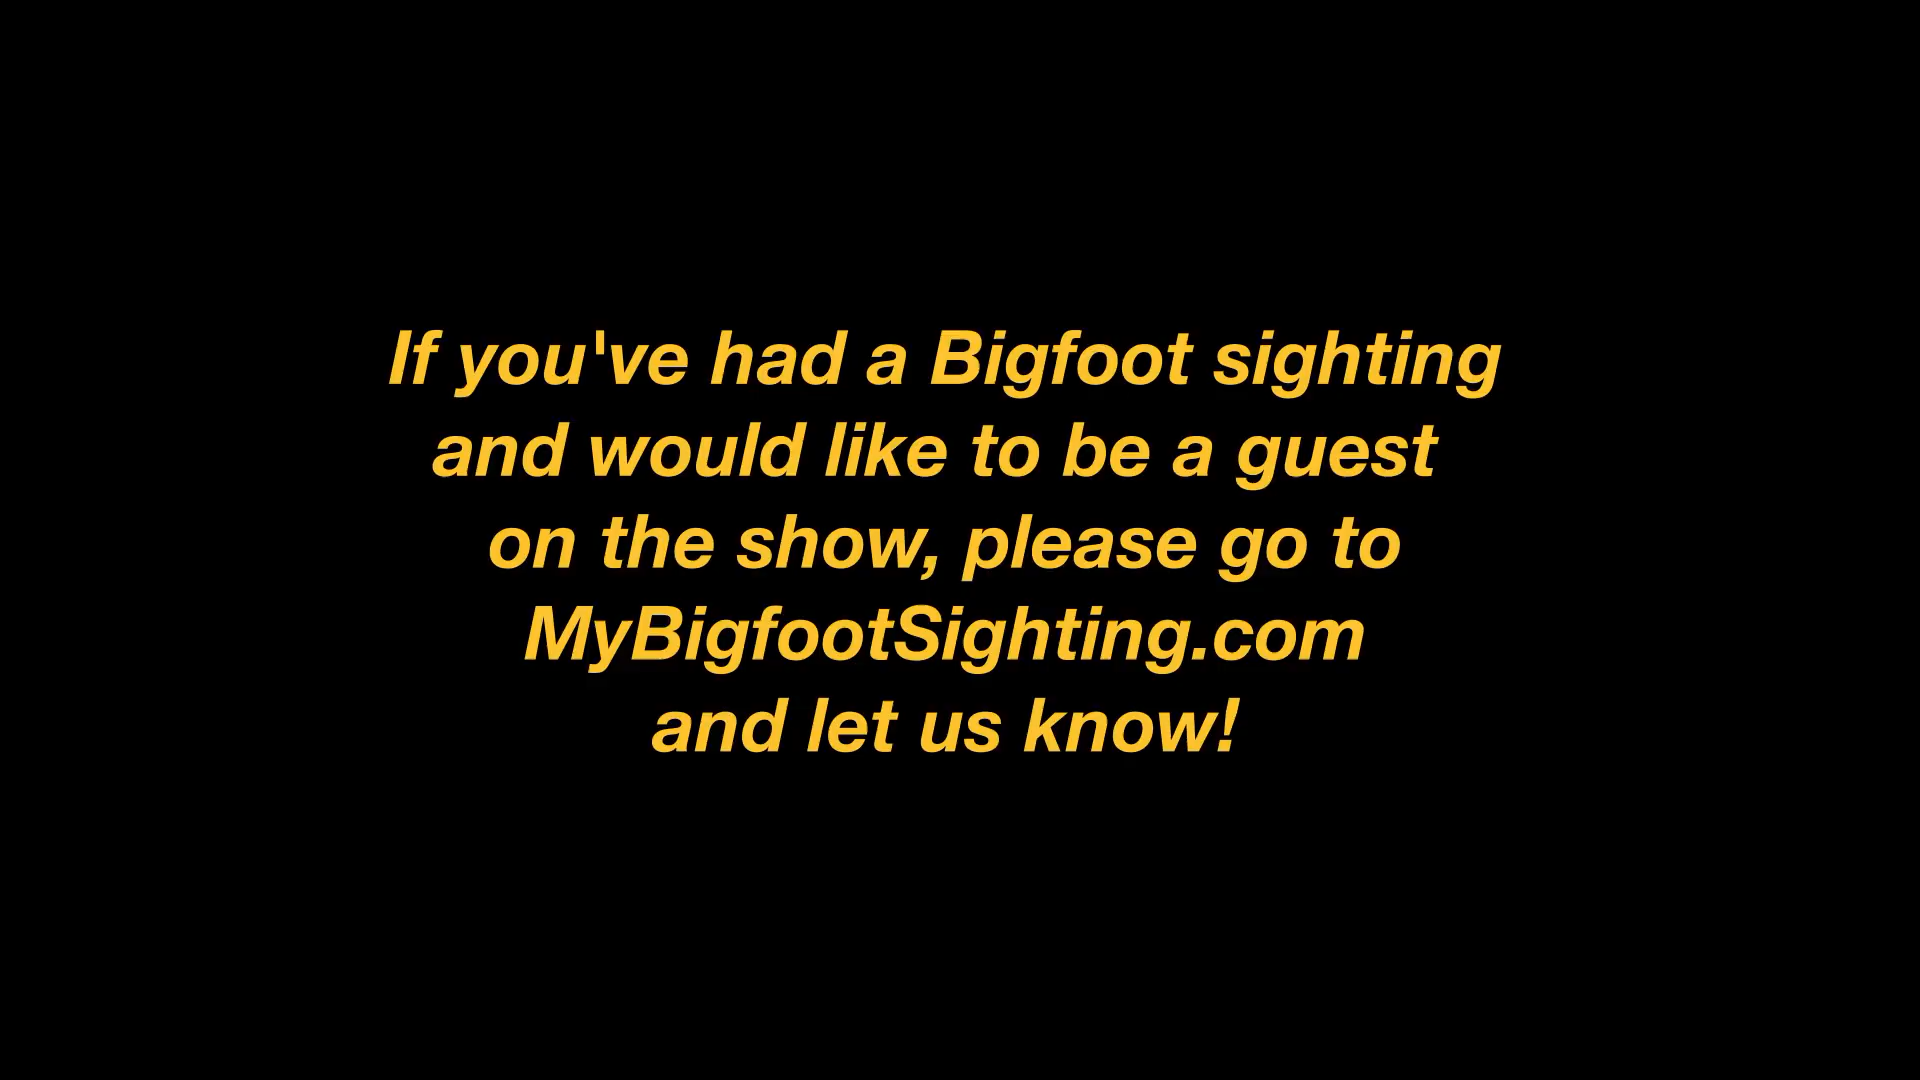 If you've had a Bigfoot sighting
and would like to be a guest
on the show, please go to
MyBigfootSighting.com
and let us know!